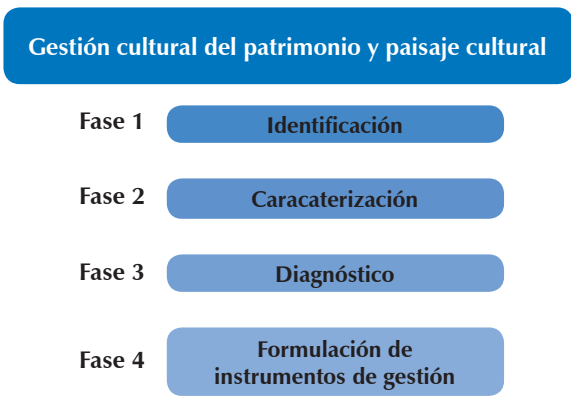 Gestión cultural del patrimonio y paisaje cultural
Fase 1 Identificación
Fase 2 Caracaterización
Fase 3 Diagnóstico
Fase 4 Formulación de
instrumentos de gestión